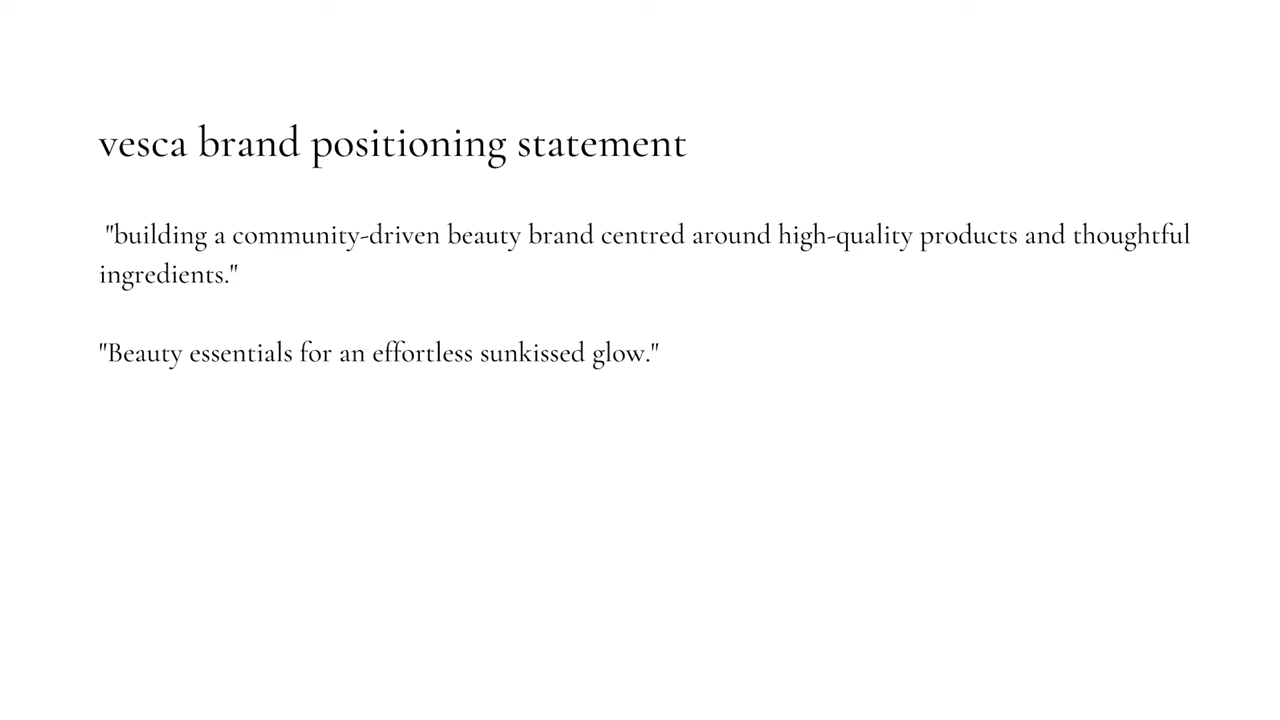 vesca brand positioning statement
"building a community-driven beauty brand centred around high-quality products and thoughtful
ingredients."
"Beauty essentials for an effortless sunkissed glow."